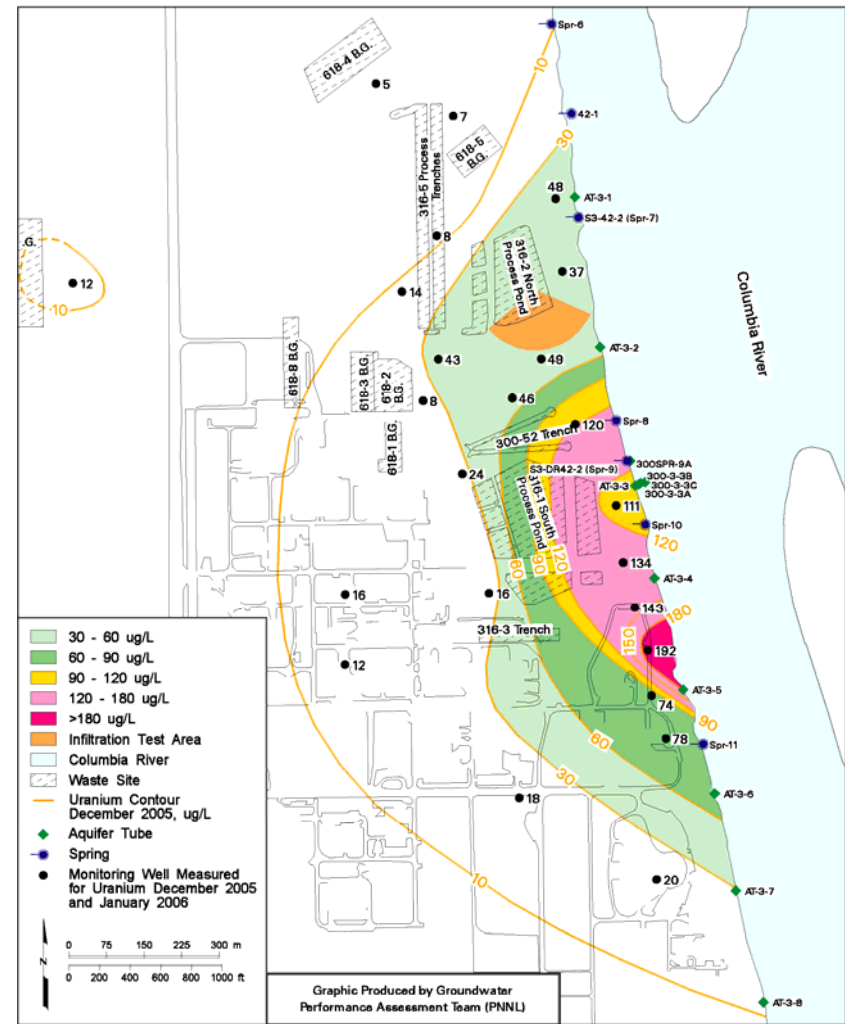 Spr-6
618-4 B.G.
5
10
42-1
7
30
618-5
B.G.
316-5 Process
Trenches
48
AT-3-1
S3-42-2 (Spr-7)
8
.G.
12
10
14
316-2 North
Process Pond
37
Columbia River
AT-3-2
618-8 B.G.
618-3 B.G.
618-2
B.G.
43
49
8
46
618-1 B.G.
300-52 Trench
120
Spr-8
24
S3-DR42-2 (Spr-9)
300SPR-9A
300-3-3B
300-3-3C
300-3-3A
AT-3-3
316-1 South
Process Pond
111
Spr-10
120
60
90
120
134
AT-3-4
16
16
143
180
316-3 Trench
150
192
12
AT-3-5
74
90
78
Spr-11
60
30
AT-3-6
18
20
10
AT-3-7
AT-3-8
30 - 60 ug/L
60 - 90 ug/L
90 - 120 ug/L
120 - 180 ug/L
>180 ug/L
Infiltration Test Area
Columbia River
Waste Site
Uranium Contour
December 2005, ug/L
Aquifer Tube
Spring
Monitoring Well Measured
for Uranium December 2005
and January 2006
N
0 75 150 225 300 m
0 200 400 600 800 1000 ft
Graphic Produced by Groundwater
Performance Assessment Team (PNNL)